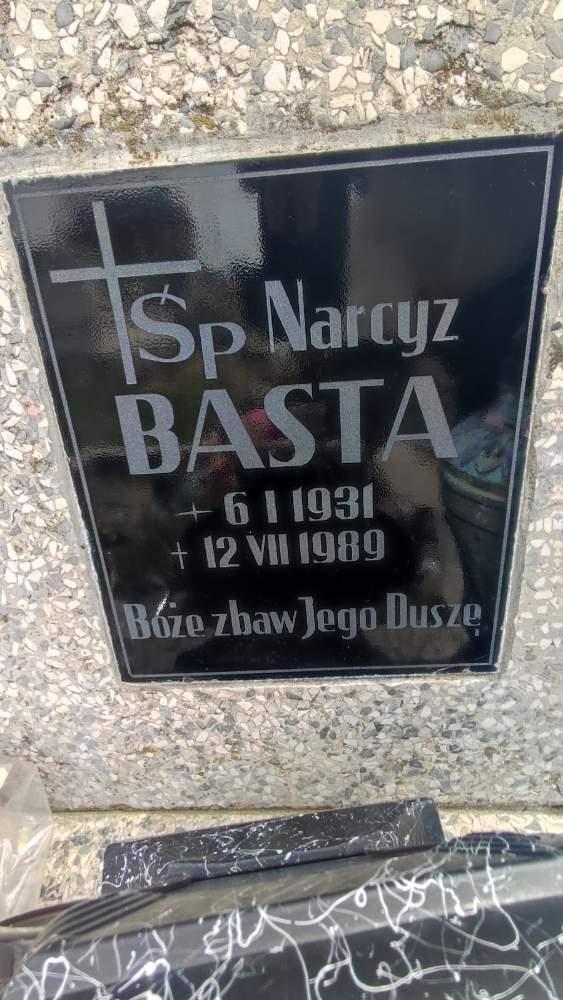 Śp Narcyz
BASTA
6 I 1931
† 12 VII 1989
Boże zbaw Jego Duszę